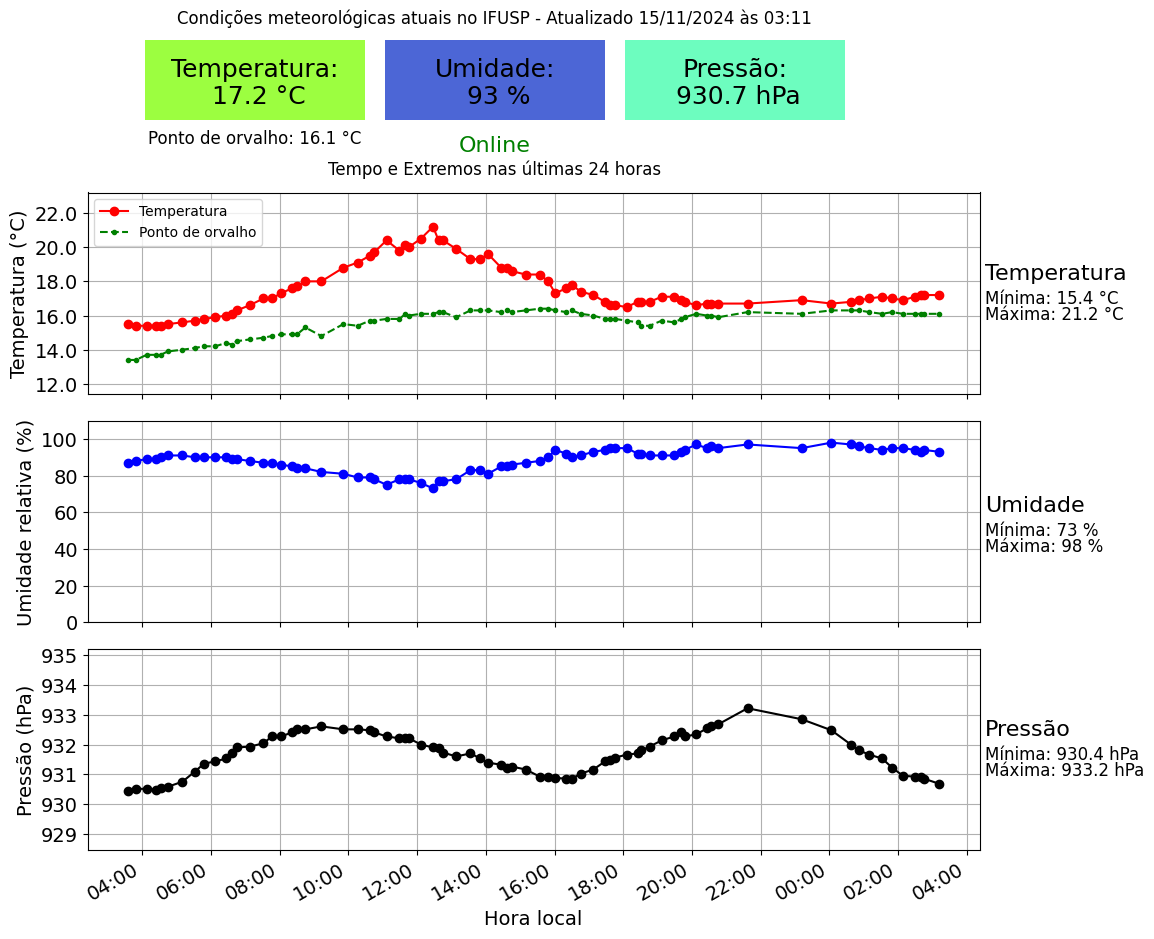 Condições meteorológicas atuais no IFUSP - Atualizado 15/11/2024 às 03:11
Temperatura:
17.2 °C
Umidade:
93 %
Pressão:
930.7 hPa
Ponto de orvalho: 16.1 °C
Online
Tempo e Extremos nas últimas 24 horas
Temperatura (°C)
22.0
20.0
18.0
16.0
14.0
12.0
Temperatura
Ponto de orvalho
Temperatura
Mínima: 15.4 °C
Máxima: 21.2 °C
Umidade relativa (%)
100
80
60
40
20
0
Umidade
Mínima: 73 %
Máxima: 98 %
Pressão (hPa)
935
934
933
932
931
930
929
Pressão
Mínima: 930.4 hPa
Máxima: 933.2 hPa
04:00 06:00 08:00 10:00 12:00 14:00 16:00 18:00 20:00 22:00 00:00 02:00 04:00
Hora local